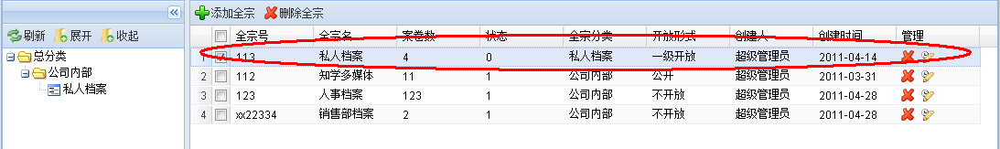 刷新 展开 收起
总分类
公司内部
私人档案
添加全宗 删除全宗
全宗号 全宗名 案卷数 状态 全宗分类 开放形式 创建人 创建时间 管理
1 113 私人档案 4 0 私人档案 一级开放 超级管理员 2011-04-14
2 112 知学多媒体 11 1 公司内部 公开 超级管理员 2011-03-31
3 123 人事档案 123 1 公司内部 不开放 超级管理员 2011-04-28
4 xx22334 销售部档案 2 1 公司内部 不开放 超级管理员 2011-04-28